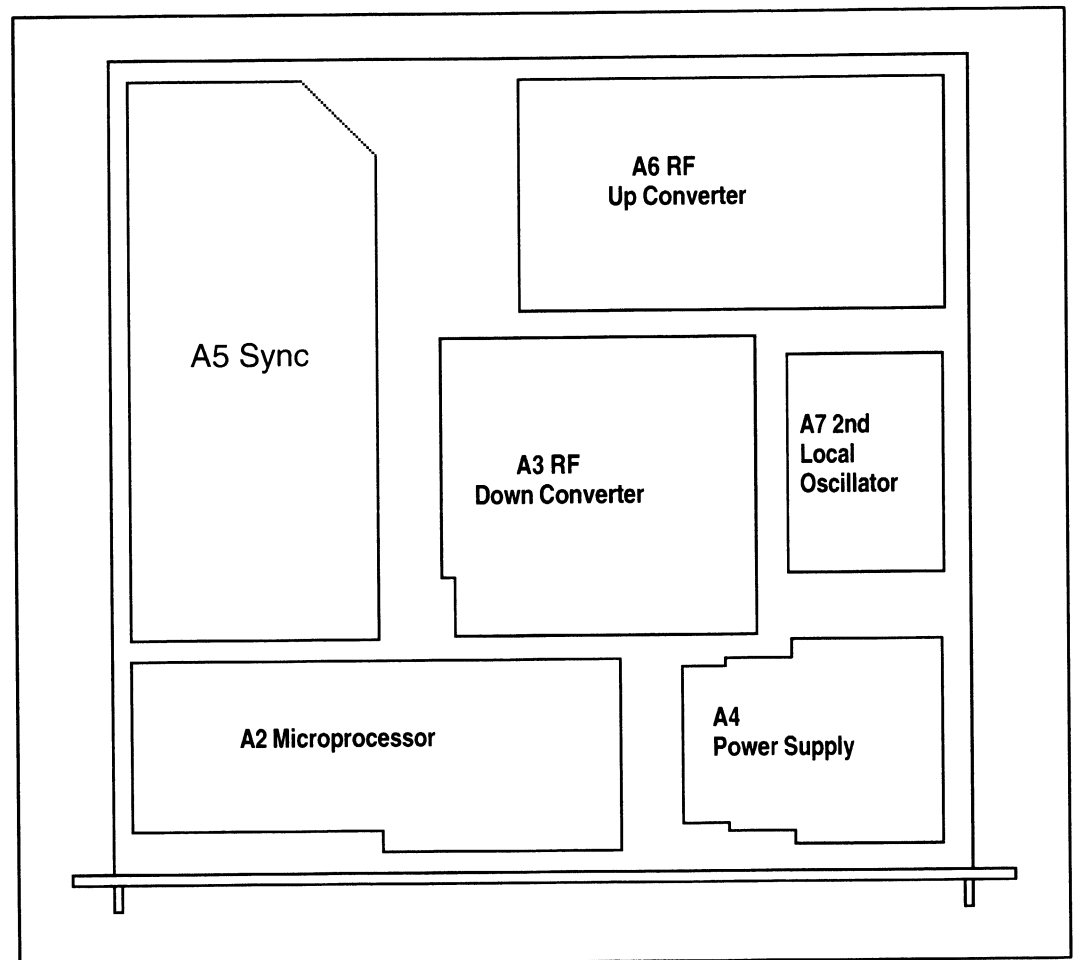 A6 RF
Up Converter
A5 Sync
A7 2nd
Local
Oscillator
A3 RF
Down Converter
A4
Power Supply
A2 Microprocessor